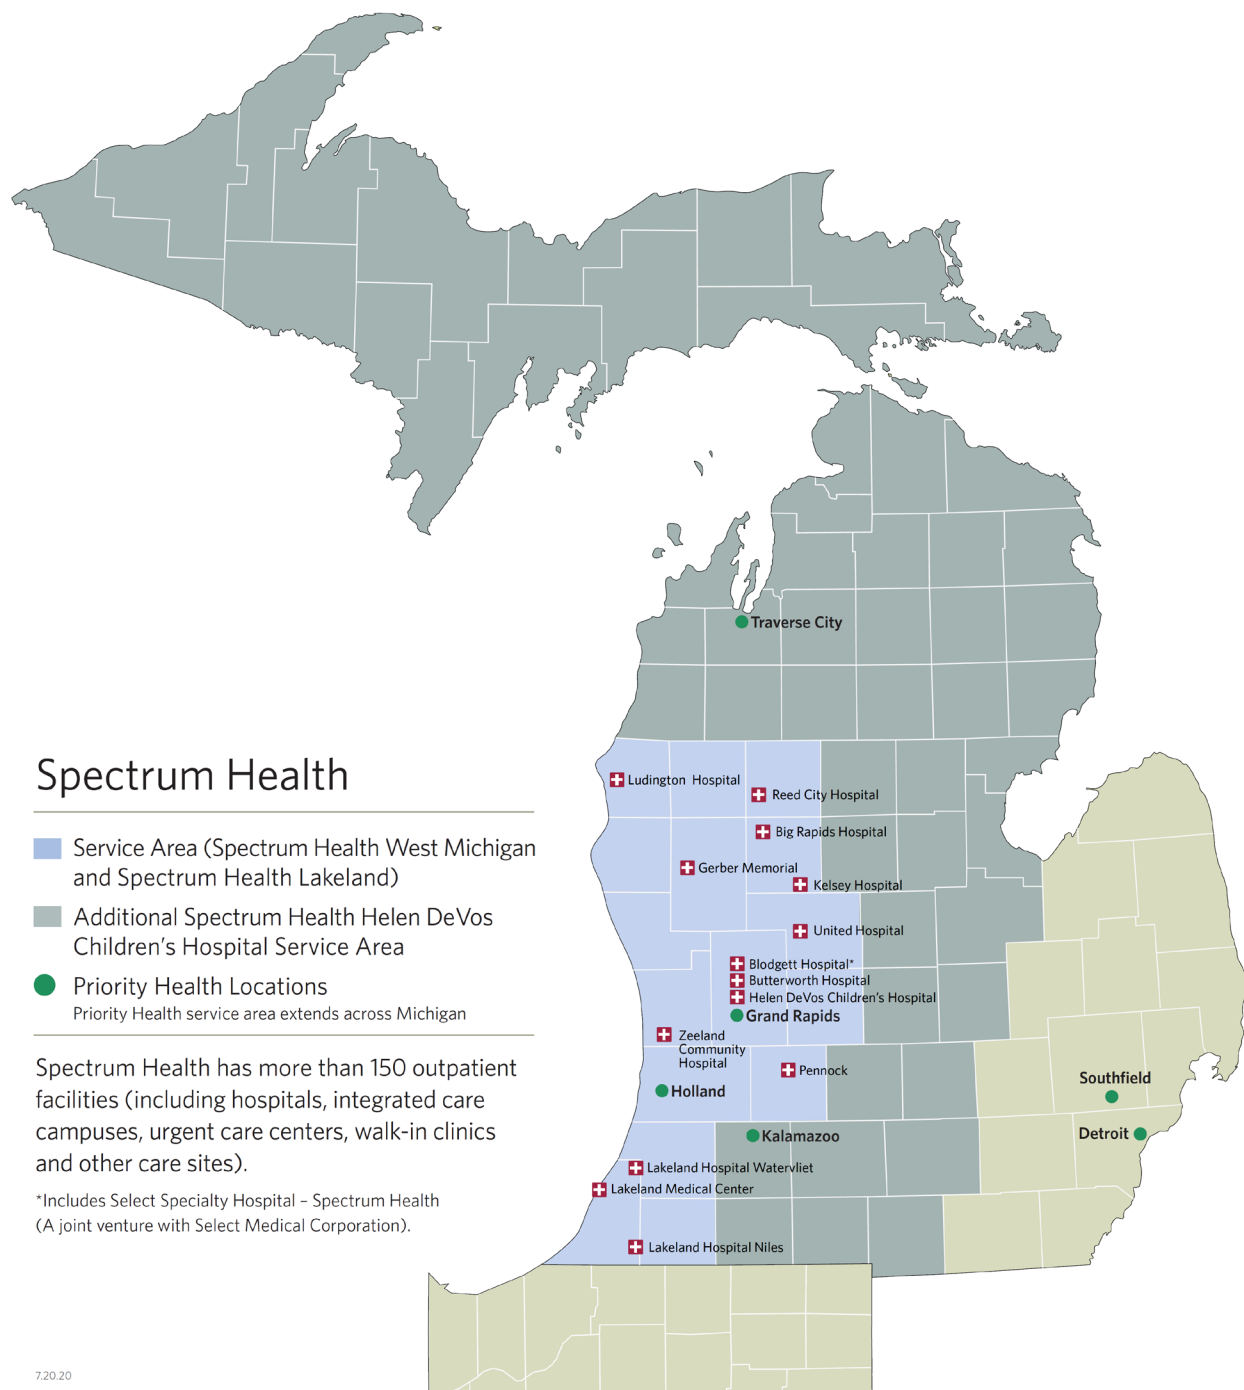 Traverse City
Spectrum Health
Service Area (Spectrum Health West Michigan
and Spectrum Health Lakeland)
Additional Spectrum Health Helen DeVos
Children's Hospital Service Area
Priority Health Locations
Priority Health service area extends across Michigan
Spectrum Health has more than 150 outpatient
facilities (including hospitals, integrated care
campuses, urgent care centers, walk-in clinics
and other care sites).
*Includes Select Specialty Hospital – Spectrum Health
(A joint venture with Select Medical Corporation).
Ludington Hospital
Reed City Hospital
Big Rapids Hospital
Gerber Memorial
Kelsey Hospital
United Hospital
Blodgett Hospital*
Butterworth Hospital
Helen DeVos Children's Hospital
Grand Rapids
Zeeland
Community
Hospital
Pennock
Holland
Southfield
Detroit
Kalamazoo
Lakeland Hospital Watervliet
Lakeland Medical Center
Lakeland Hospital Niles
7.20.20